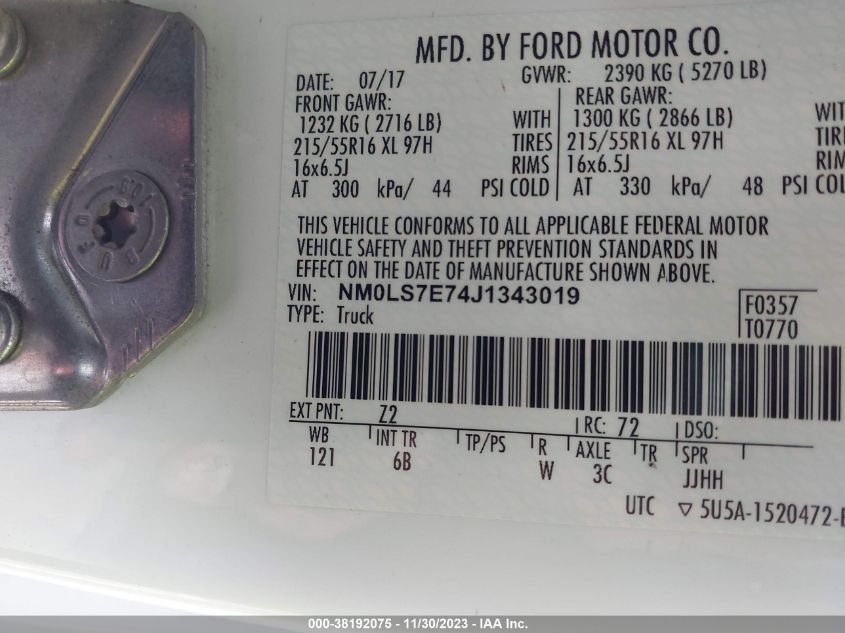 MFD. BY FORD MOTOR CO.
DATE: 07/17 GVWR: 2390 KG ( 5270 LB)
FRONT GAWR: REAR GAWR:
1232 KG ( 2716 LB) WITH 1300 KG ( 2866 LB) WIT
215/55R16 XL 97H TIRES 215/55R16 XL 97H TIRE
16x6.5J RIMS 16x6.5J RIM
AT 300 kPa/ 44 PSI COLD AT 330 kPa/ 48 PSI COL
THIS VEHICLE CONFORMS TO ALL APPLICABLE FEDERAL MOTOR
VEHICLE SAFETY AND THEFT PREVENTION STANDARDS IN
EFFECT ON THE DATE OF MANUFACTURE SHOWN ABOVE.
VIN: NM0LS7E74J1343019
TYPE: Truck
F0357
T0770
EXT PNT: Z2 RC: 72 DSO:
WB INT TR TP/PS R AXLE TR SPR
121 6B W 3C JJHH
UTC ▽ 5U5A-1520472-
000-38192075 - 11/30/2023 - IAA Inc.